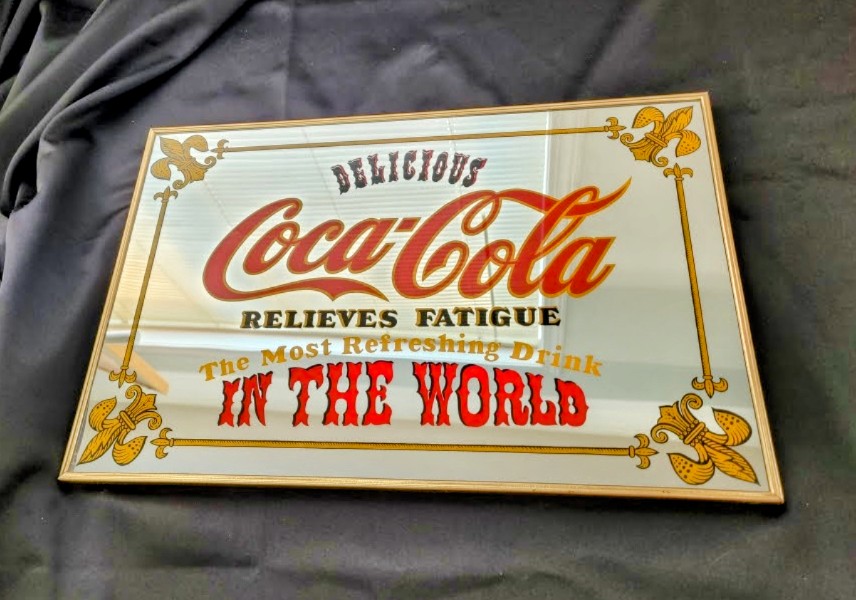 DELICIOUS
Coca-Cola
RELIEVES FATIGUE
The Most Refreshing Drink
IN THE WORLD